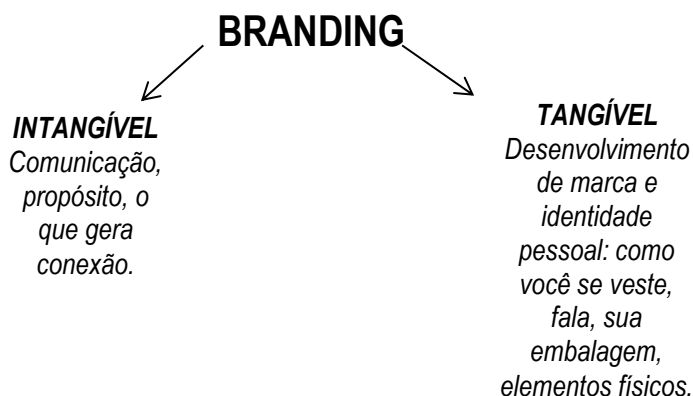 BRANDING
INTANGÍVEL
Comunicação,
propósito, o
que gera
conexão.
TANGÍVEL
Desenvolvimento
de marca e
identidade
pessoal: como
você se veste,
fala, sua
embalagem,
elementos físicos.